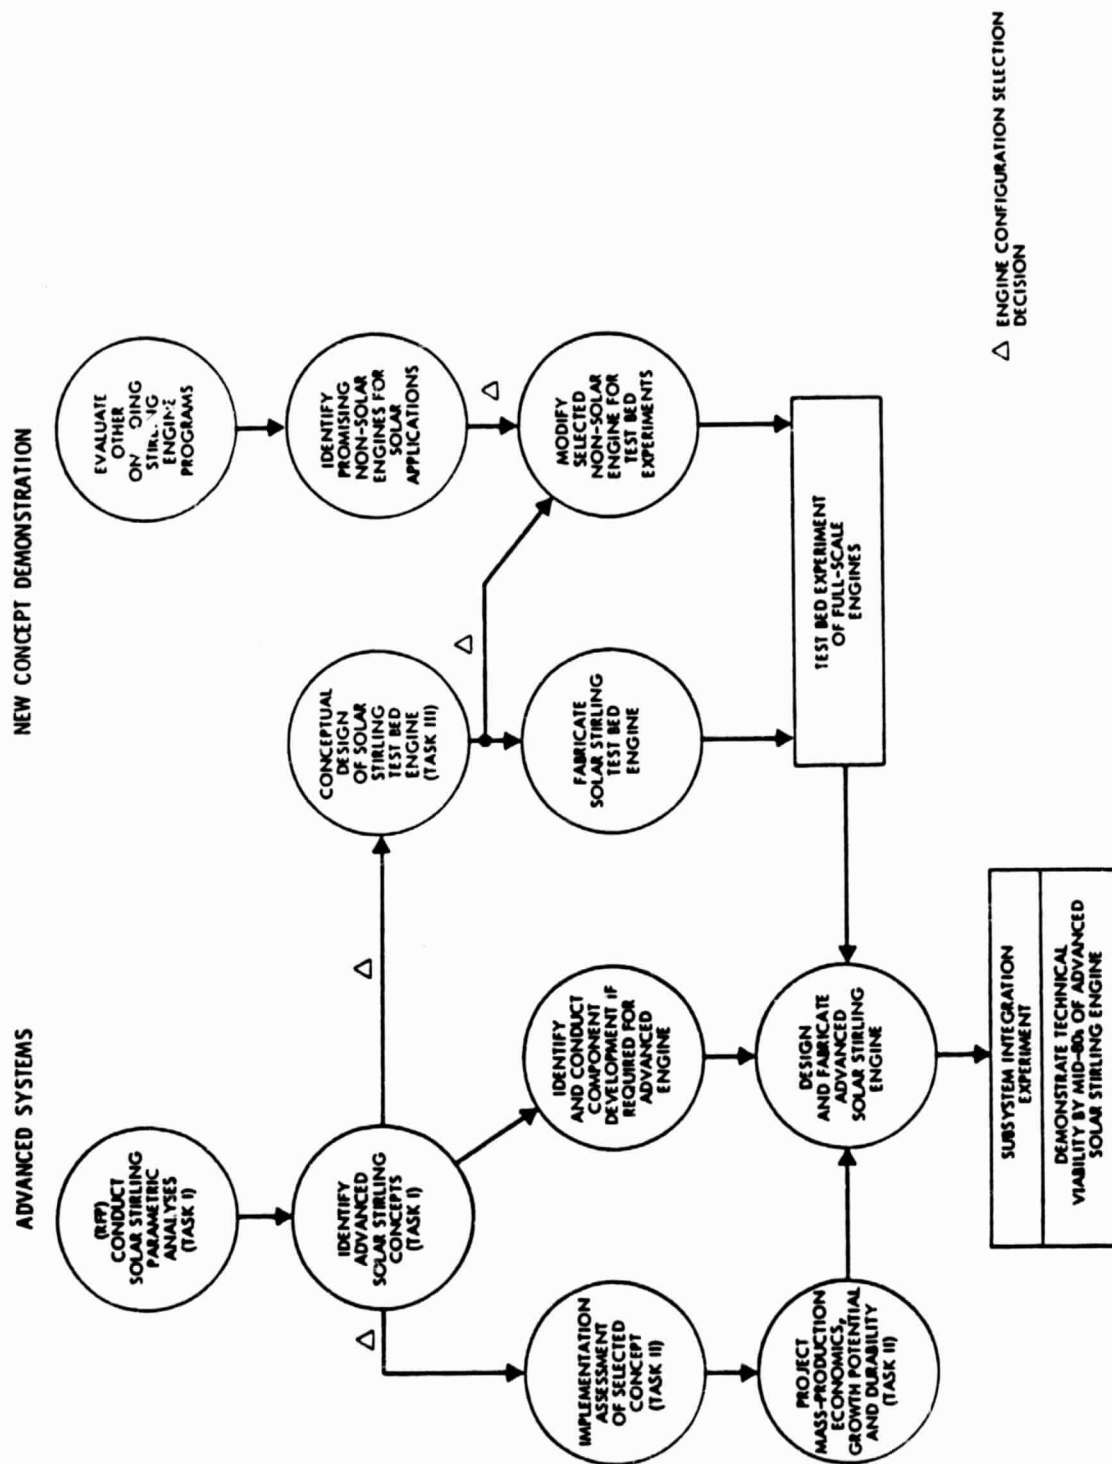 ADVANCED SYSTEMS
NEW CONCEPT DEMONSTRATION
(RFP)
CONDUCT
SOLAR STIRLING
PARAMETRIC
ANALYSES
(TASK I)
EVALUATE
OTHER
STIRLING
ENGINE
PROGRAMS
IDENTIFY
ADVANCED
SOLAR STIRLING
CONCEPTS
(TASK I)
CONCEPTUAL
DESIGN
OF SOLAR
STIRLING
TEST BED
ENGINE
(TASK III)
IDENTIFY
PROMISING
NON-SOLAR
ENGINES FOR
SOLAR
APPLICATIONS
IMPLEMENTATION
ASSESSMENT
OF SELECTED
CONCEPT
(TASK II)
IDENTIFY
AND CONDUCT
COMPONENT
DEVELOPMENT IF
REQUIRED FOR
ADVANCED
ENGINE
FABRICATE
SOLAR STIRLING
TEST BED
ENGINE
MODIFY
SELECTED
NON-SOLAR
ENGINE FOR
TEST BED
EXPERIMENTS
PROJECT
MASS-PRODUCTION
ECONOMICS,
GROWTH POTENTIAL
AND DURABILITY
(TASK II)
DESIGN
AND FABRICATE
ADVANCED
SOLAR STIRLING
ENGINE
TEST BED EXPERIMENT
OF FULL-SCALE
ENGINES
SUBSYSTEM INTEGRATION
EXPERIMENT
DEMONSTRATE TECHNICAL
VIABILITY BY MID-80s OF ADVANCED
SOLAR STIRLING ENGINE
△ ENGINE CONFIGURATION SELECTION
DECISION